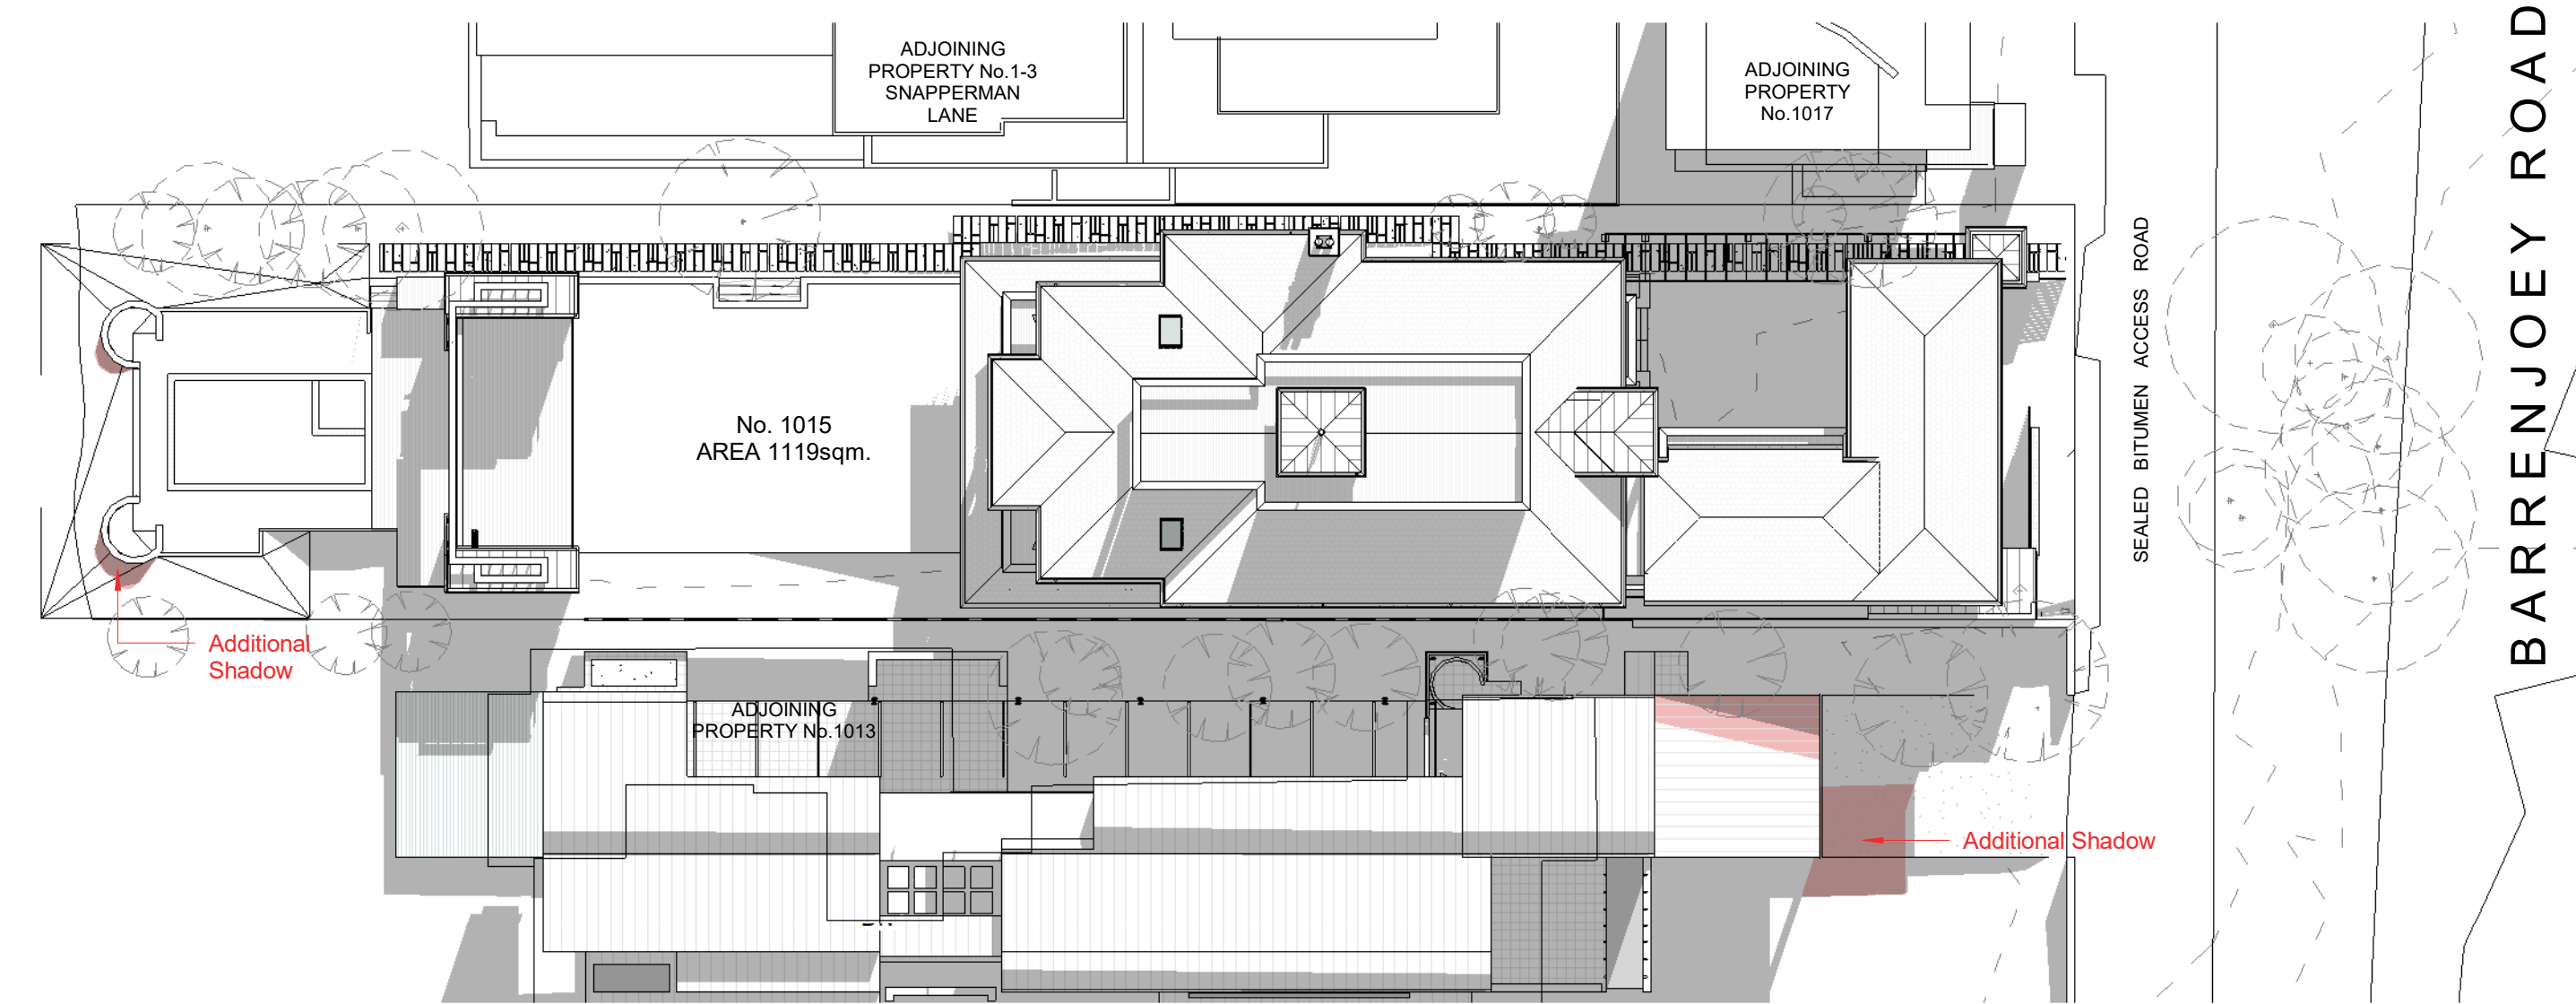 ADJOINING
PROPERTY No.1-3
SNAPPERMAN
LANE
ADJOINING
PROPERTY
No.1017
No. 1015
AREA 1119sqm.
Additional
Shadow
ADJOINING
PROPERTY No.1013
Additional Shadow
SEALED BITUMEN ACCESS ROAD
BARRENJOEY ROAD